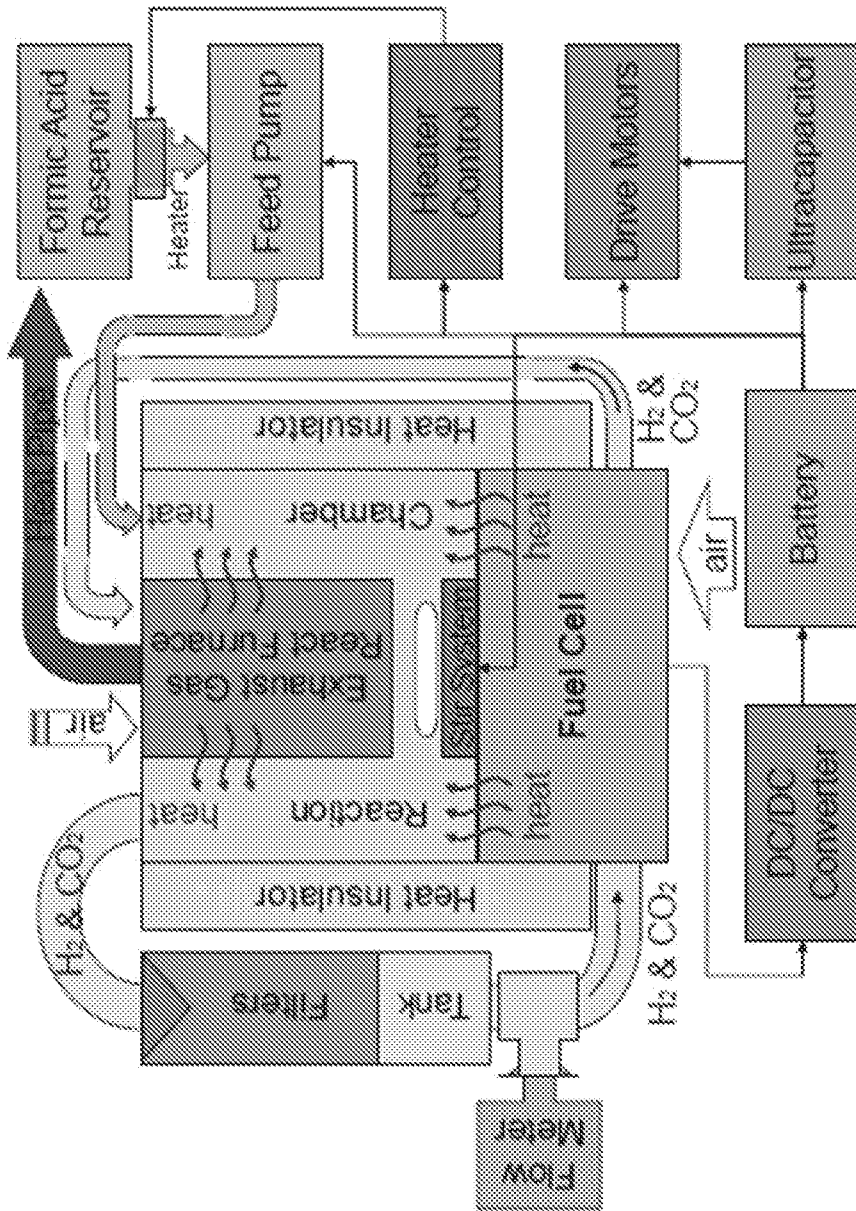 Formic Acid
Reservoir
Heater
Feed Pump
Heater
Control
Drive Motors
Ultracapacitor
Heat Pipe
air
H₂ & CO₂
Heat Insulator
heat
Chamber
heat
Exhaust Gas
React Furnace
Stir System
heat
Reaction
heat
Heat Insulator
Fuel Cell
H₂ &
CO₂
air
Battery
DC/DC
Converter
Filters
Tank
H₂ & CO₂
Flow
Meter